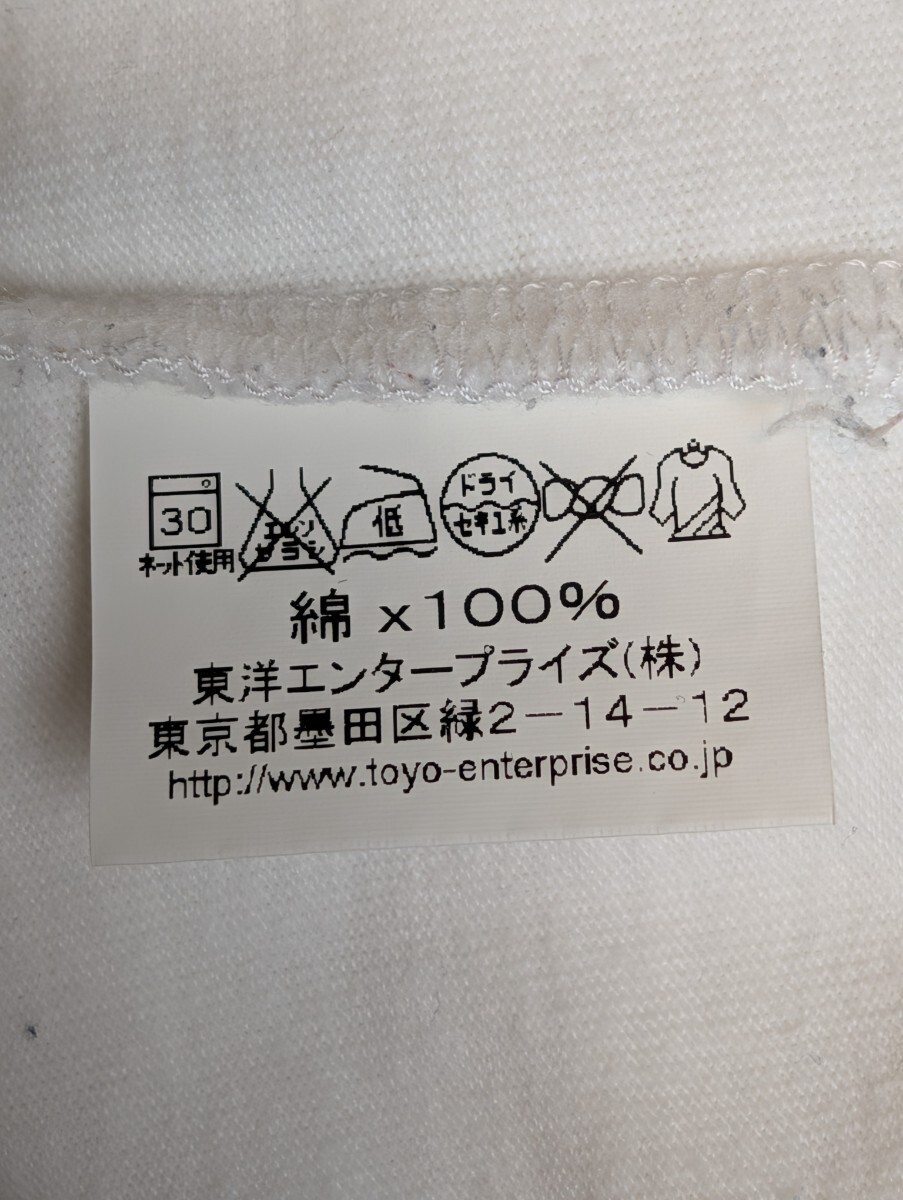 30
ネット使用
エンソ
サラシ
低
ドライ
セキユ系
綿 x100%
東洋エンタープライズ(株)
東京都墨田区緑2-14-12
http://www.toyo-enterprise.co.jp